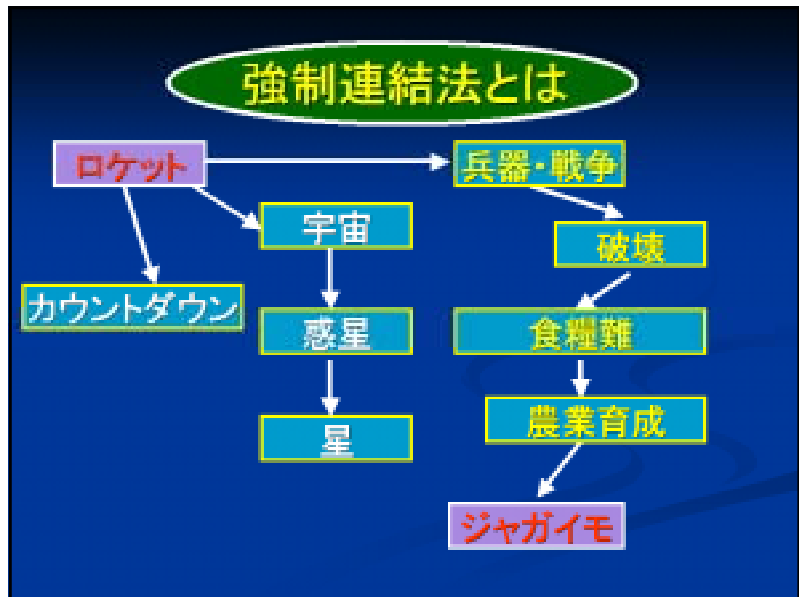 強制連結法とは
ロケット
兵器・戦争
宇宙
破壊
カウントダウン
惑星
食糧難
星
農業育成
ジャガイモ